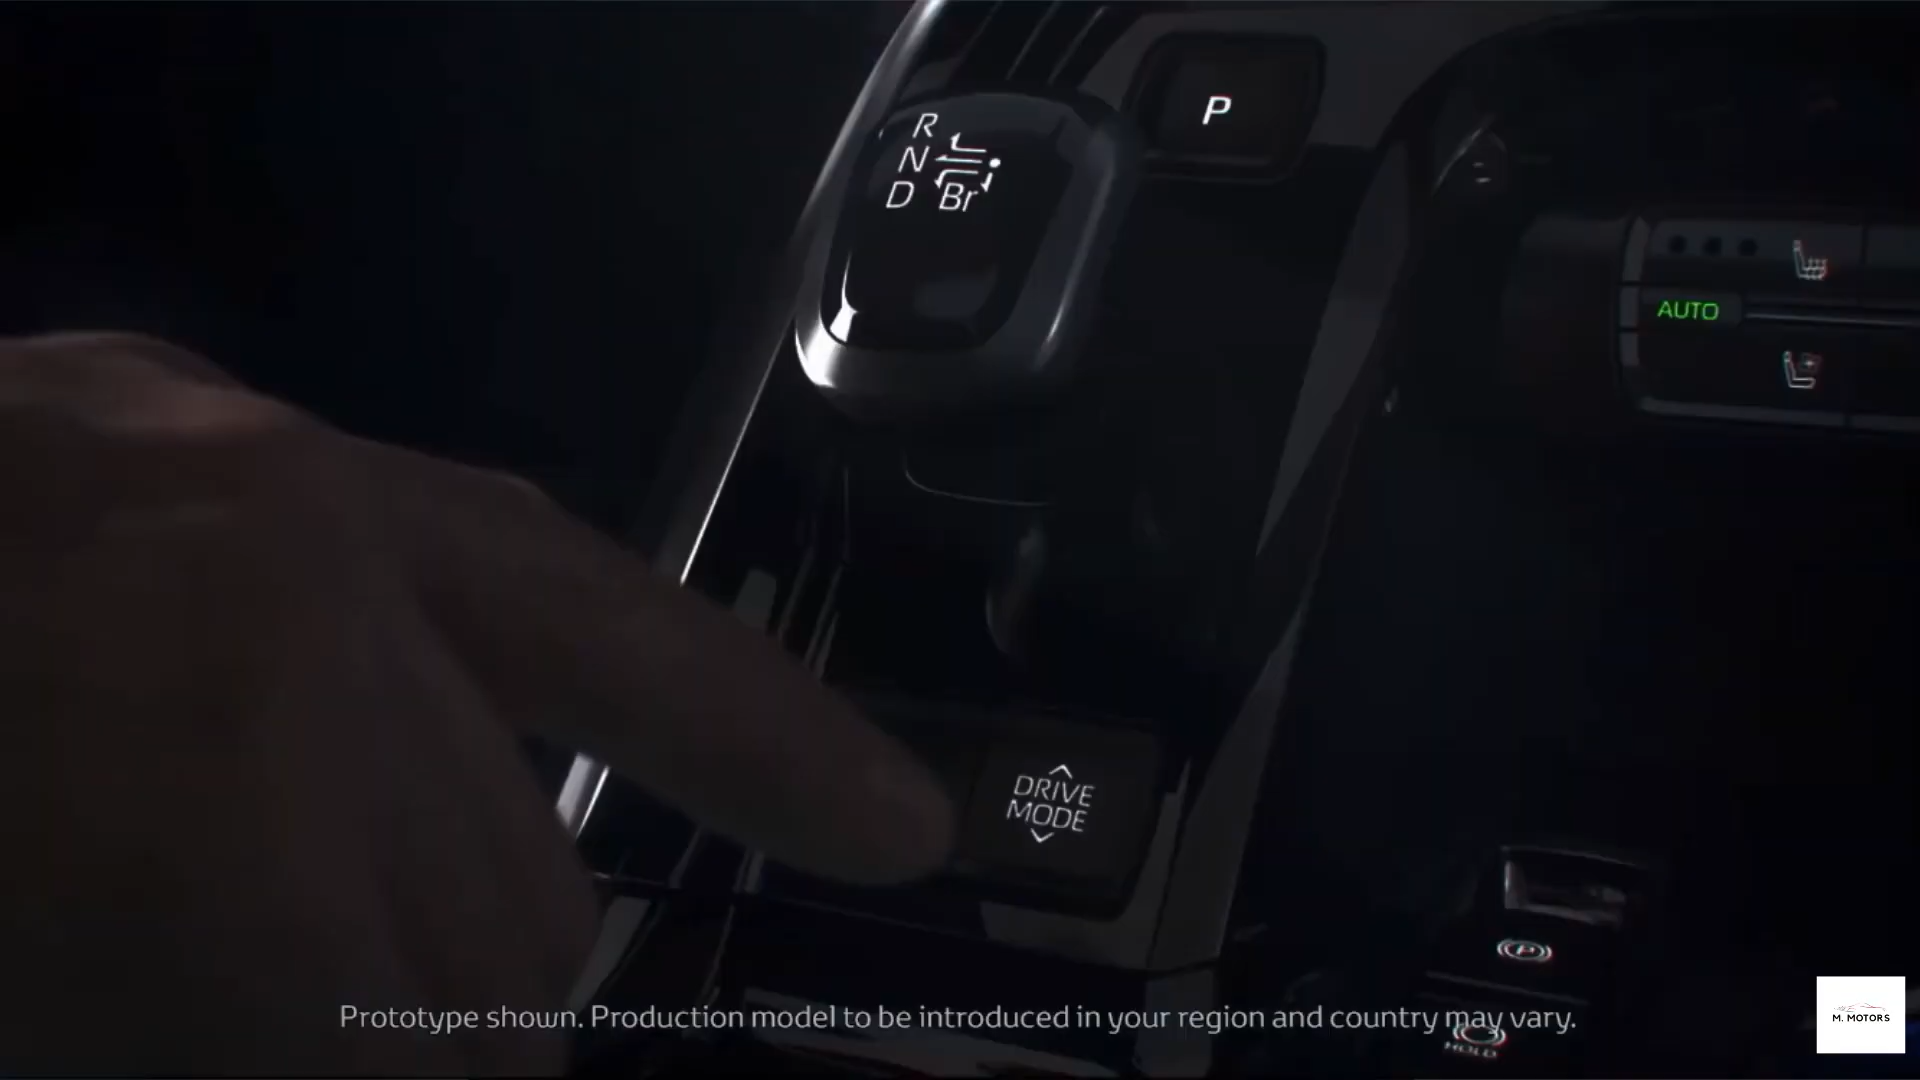 R
N
D Br
P
AUTO
DRIVE
MODE
P
HOLD
Prototype shown. Production model to be introduced in your region and country may vary.
M. MOTORS